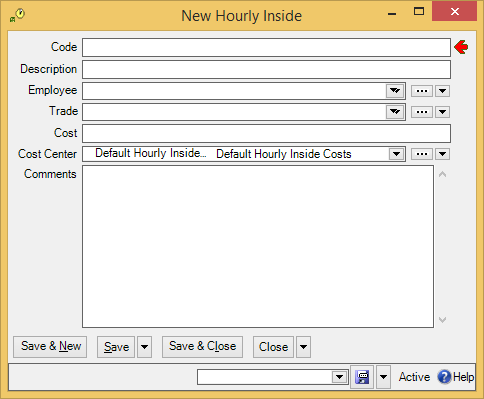 New Hourly Inside
Code
Description
Employee
Trade
Cost
Cost Center Default Hourly Inside... Default Hourly Inside Costs
Comments
Save & New Save Save & Close Close
Active Help